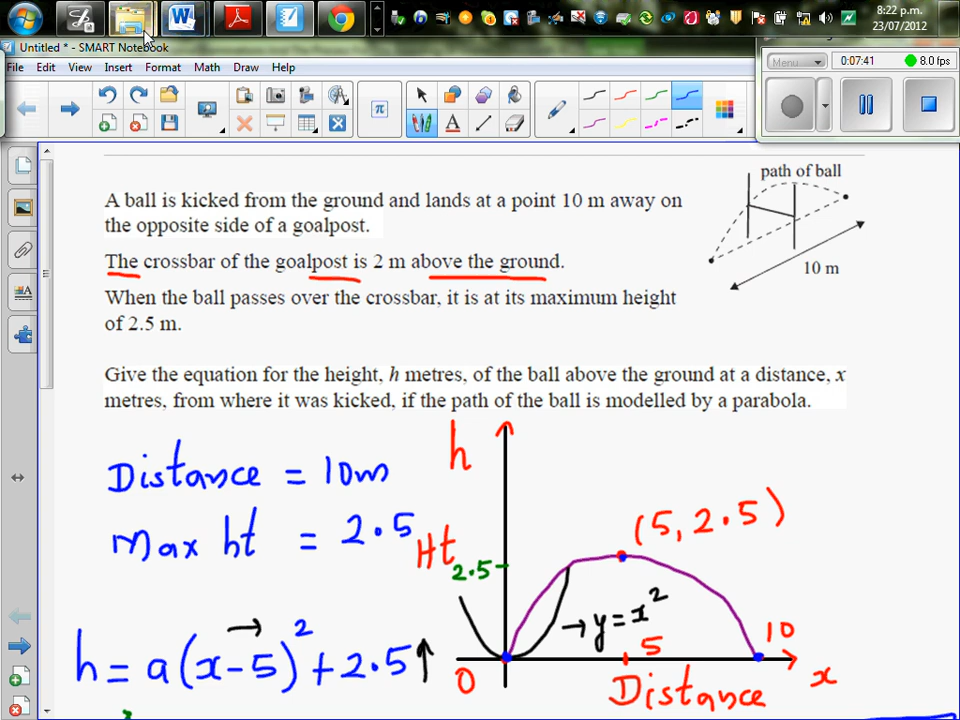 8:22 p.m.
23/07/2012
Untitled * - SMART Notebook
File Edit View Insert Format Math Draw Help
Menu 0:07:41 8.0 fps
path of ball
A ball is kicked from the ground and lands at a point 10 m away on
the opposite side of a goalpost.
The crossbar of the goalpost is 2 m above the ground.
10 m
When the ball passes over the crossbar, it is at its maximum height
of 2.5 m.
Give the equation for the height, h metres, of the ball above the ground at a distance, x
metres, from where it was kicked, if the path of the ball is modelled by a parabola.
h
Distance = 10m
(5, 2.5)
Max ht = 2.5
Ht
2.5
→ y = x²
5
10
h = a(x-5)² + 2.5↑
0
Distance
x